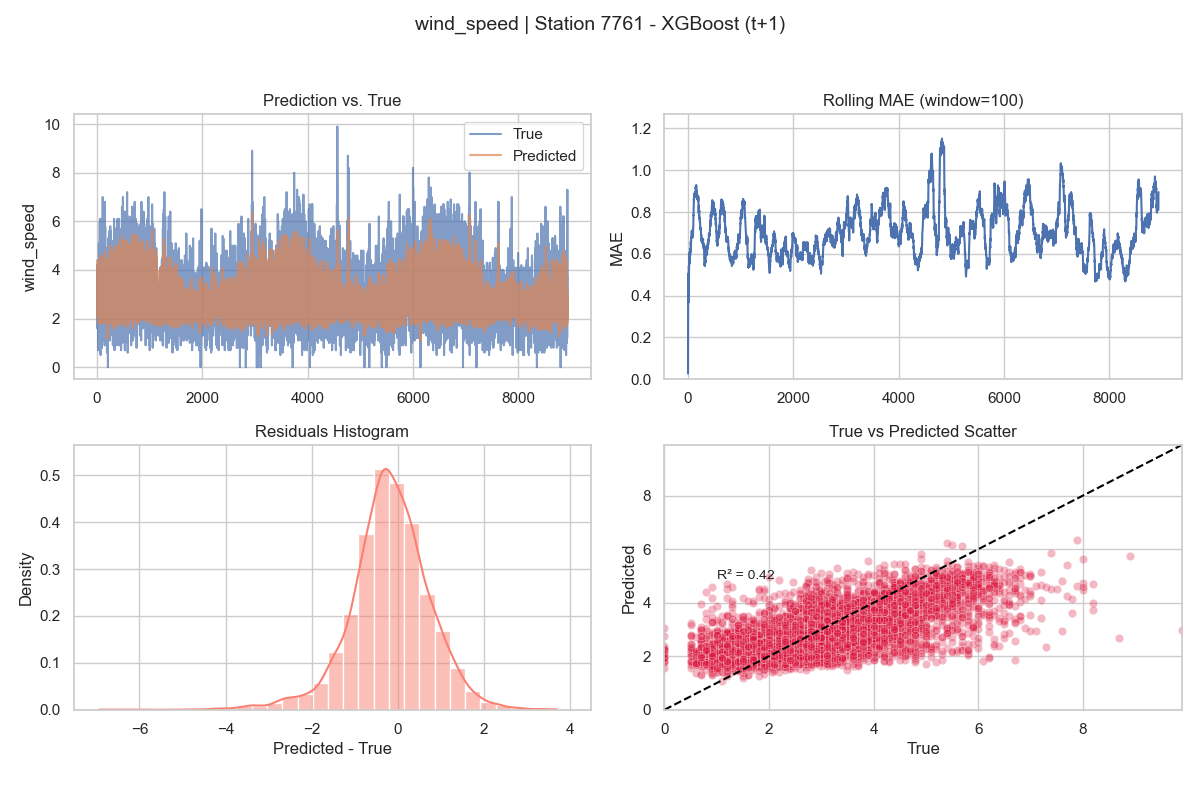 wind_speed | Station 7761 - XGBoost (t+1)
Prediction vs. True
wind_speed
10
8
6
4
2
0
True
Predicted
0 2000 4000 6000 8000
Rolling MAE (window=100)
MAE
1.2
1.0
0.8
0.6
0.4
0.2
0.0
0 2000 4000 6000 8000
Residuals Histogram
Density
0.5
0.4
0.3
0.2
0.1
0.0
−6 −4 −2 0 2 4
Predicted - True
True vs Predicted Scatter
Predicted
8
6
4
2
0
R² = 0.42
0 2 4 6 8
True